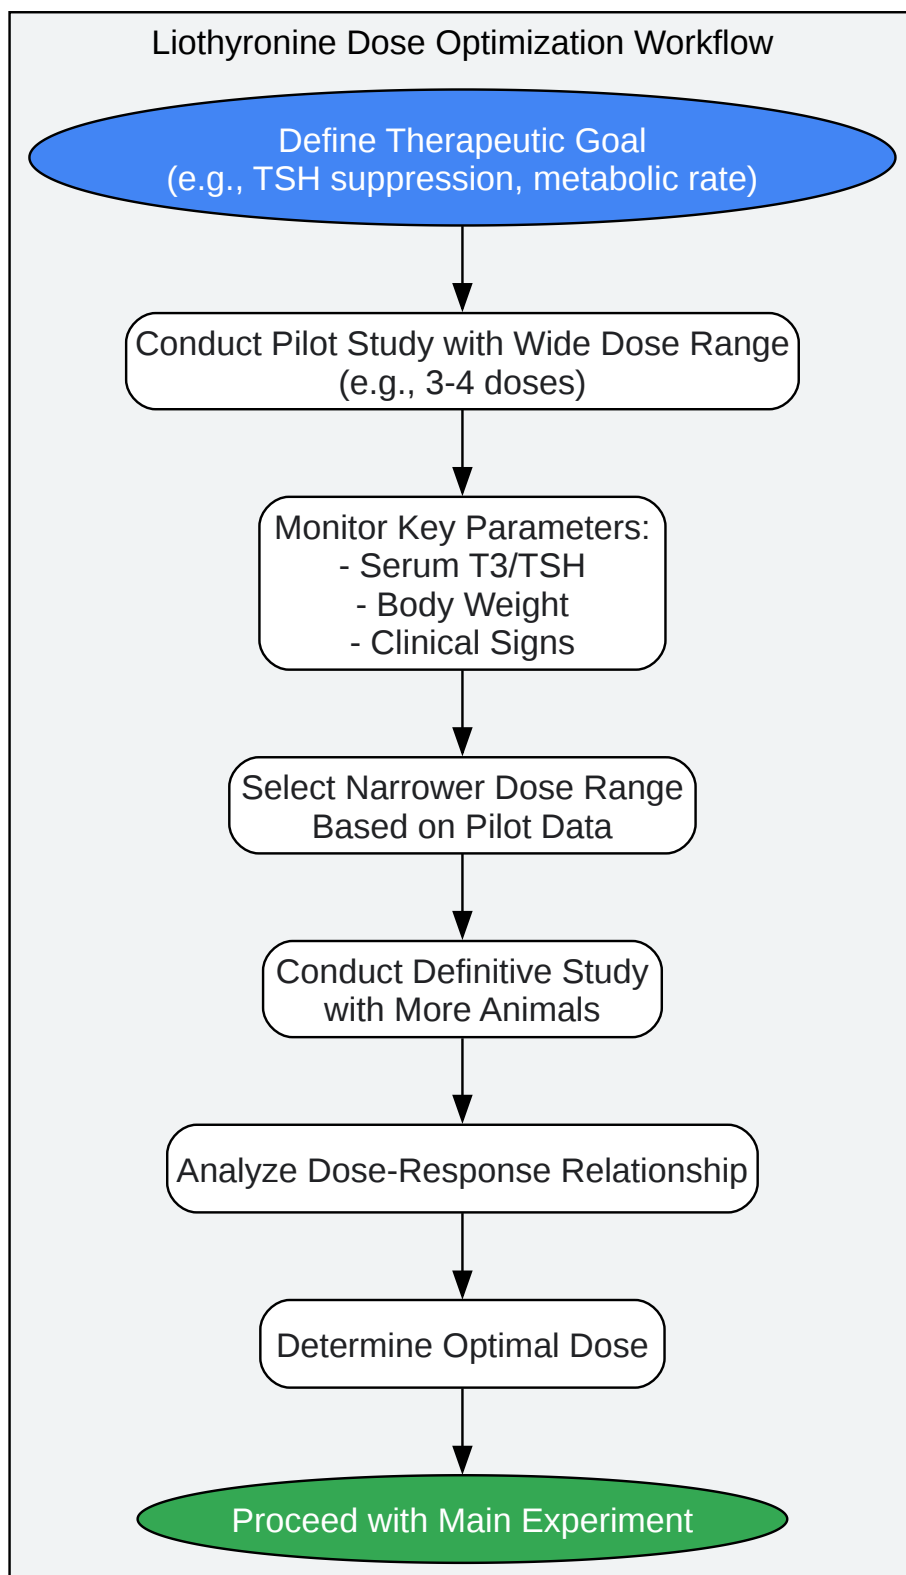 Liothyronine Dose Optimization Workflow
Define Therapeutic Goal
(e.g., TSH suppression, metabolic rate)
Conduct Pilot Study with Wide Dose Range
(e.g., 3-4 doses)
Monitor Key Parameters:
- Serum T3/TSH
- Body Weight
- Clinical Signs
Select Narrower Dose Range
Based on Pilot Data
Conduct Definitive Study
with More Animals
Analyze Dose-Response Relationship
Determine Optimal Dose
Proceed with Main Experiment